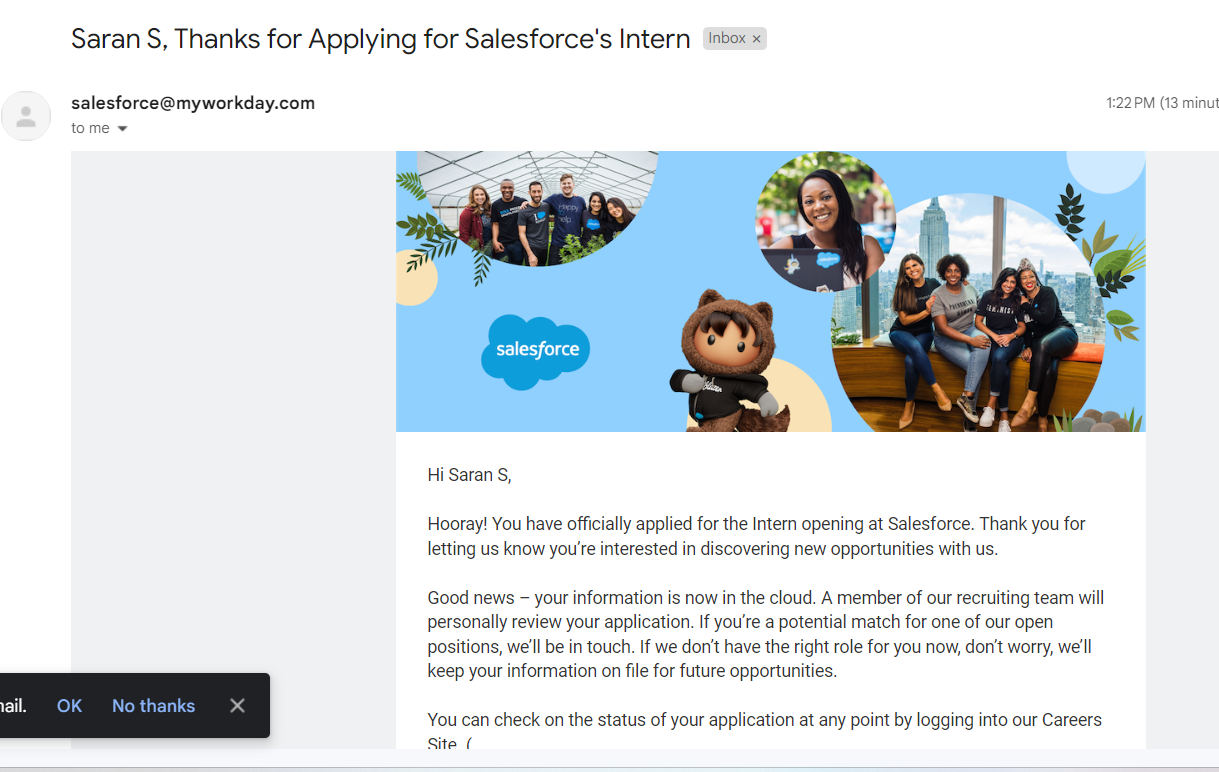 Saran S, Thanks for Applying for Salesforce's Intern Inbox ×
salesforce@myworkday.com
1:22 PM (13 minut
to me
salesforce
Hi Saran S,
Hooray! You have officially applied for the Intern opening at Salesforce. Thank you for
letting us know you’re interested in discovering new opportunities with us.
Good news – your information is now in the cloud. A member of our recruiting team will
personally review your application. If you’re a potential match for one of our open
positions, we’ll be in touch. If we don’t have the right role for you now, don’t worry, we’ll
keep your information on file for future opportunities.
You can check on the status of your application at any point by logging into our Careers
Site. (
nail. OK No thanks